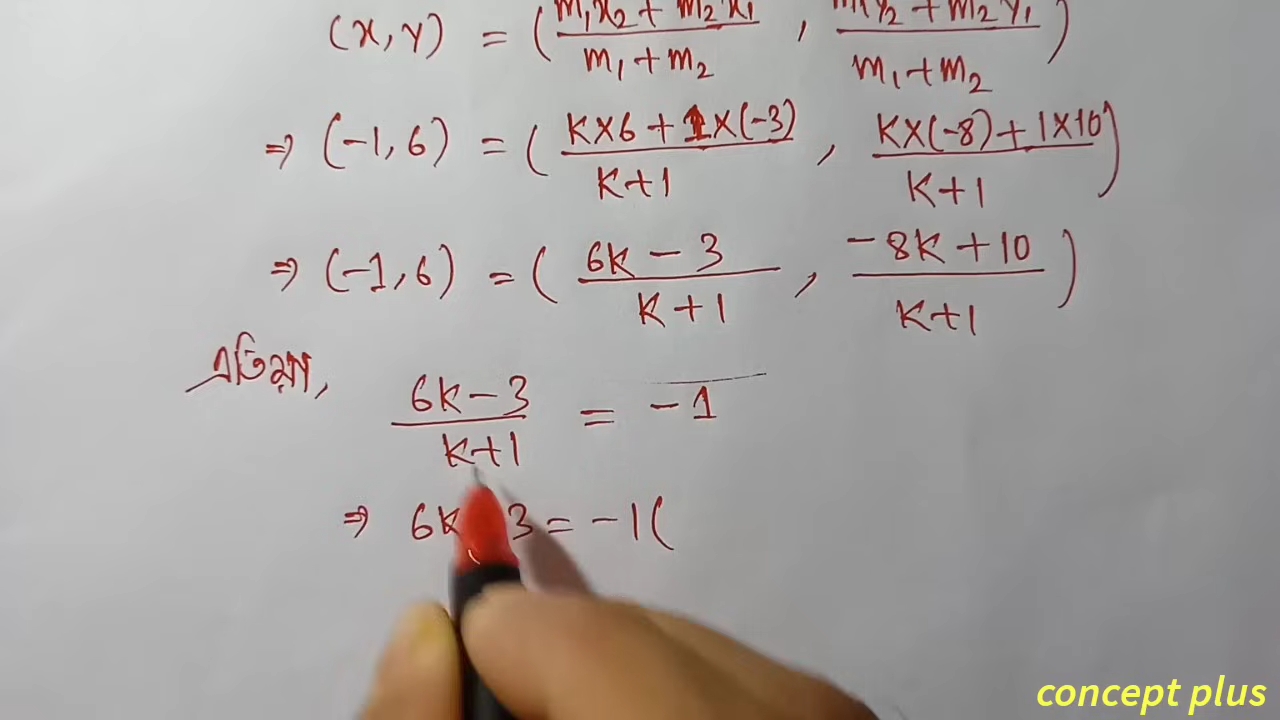 (x, y) = (m₁x₂ + m₂x₁ / m₁ + m₂ , m₁y₂ + m₂y₁ / m₁ + m₂)
⇒ (-1, 6) = (K×6 + 1×(-3) / K+1 , K×(-8) + 1×10 / K+1)
⇒ (-1, 6) = (6K - 3 / K+1 , -8K + 10 / K+1)
6K - 3 / K+1 = -1
⇒ 6K 3 = -1(
concept plus